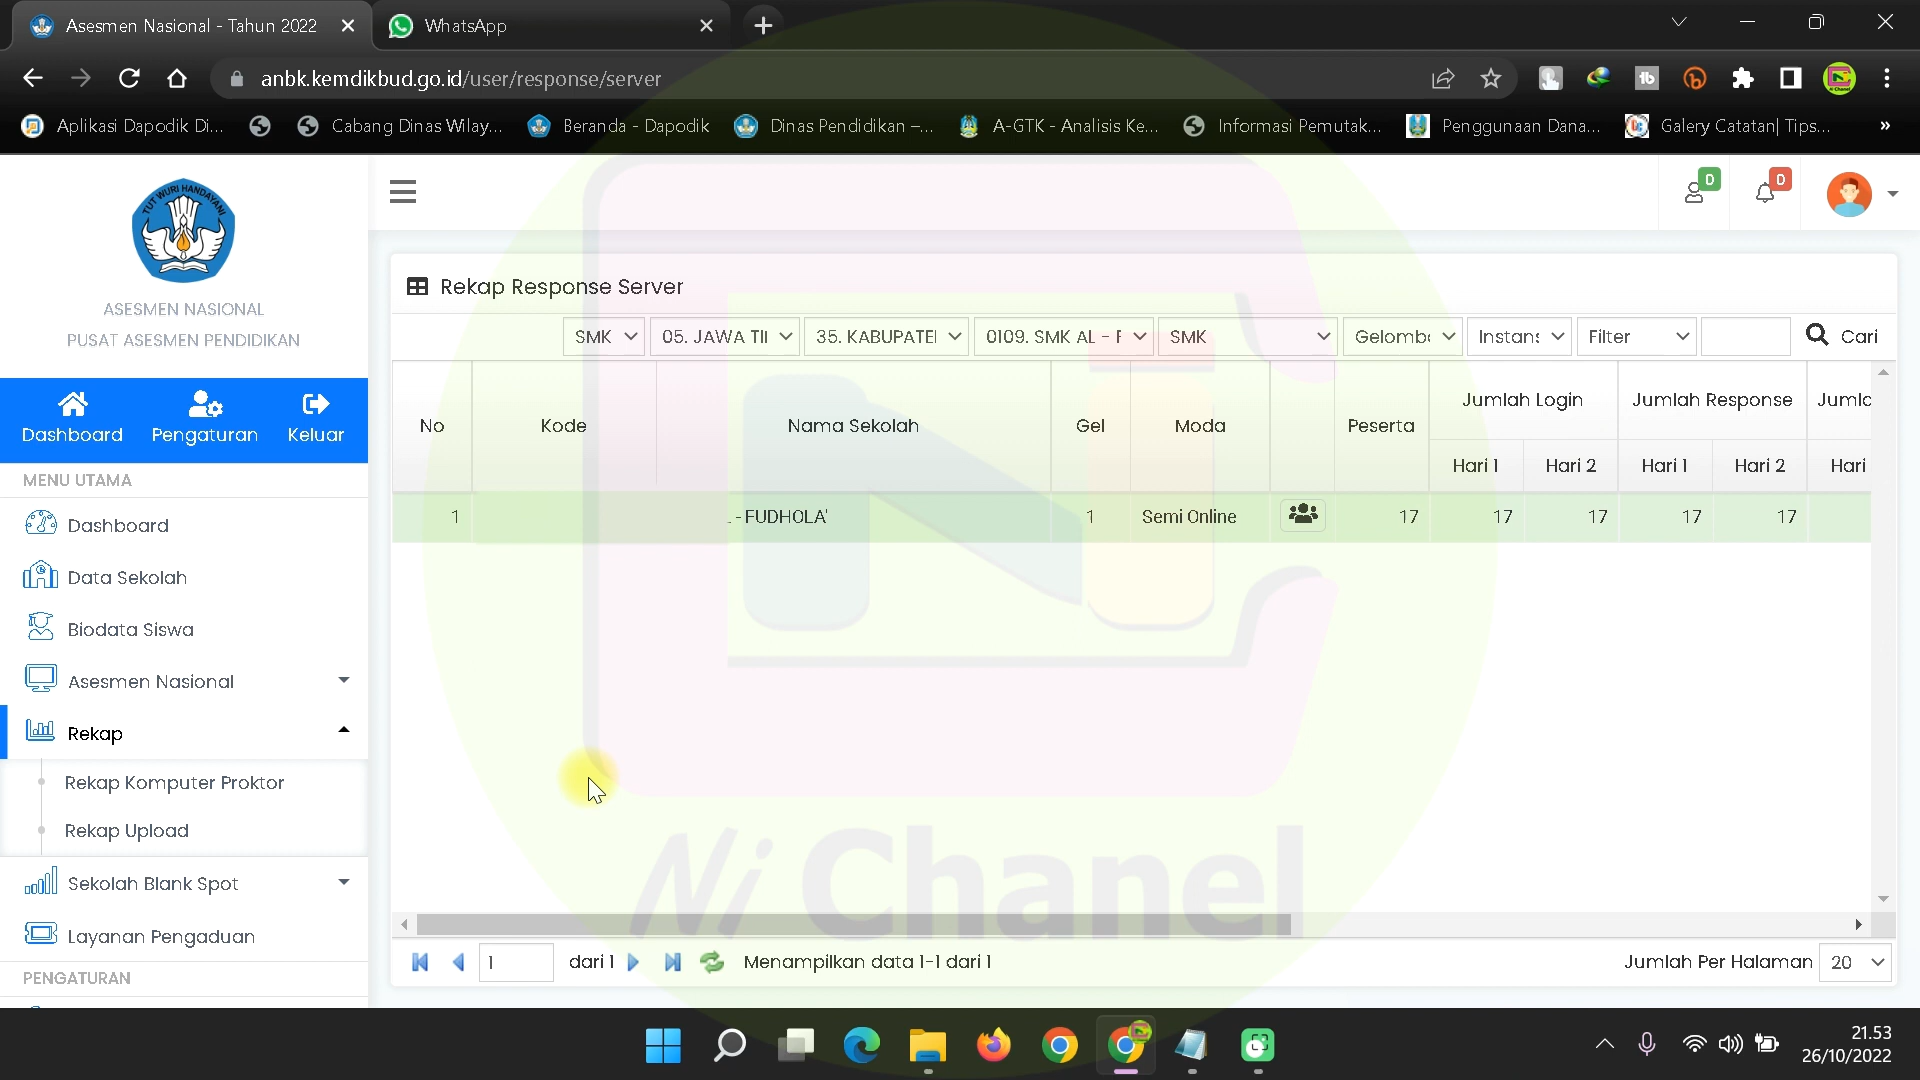 Asesmen Nasional - Tahun 2022
WhatsApp
anbk.kemdikbud.go.id/user/response/server
Aplikasi Dapodik Di...
Cabang Dinas Wilay...
Beranda - Dapodik
Dinas Pendidikan –...
A-GTK - Analisis Ke...
Informasi Pemutak...
Penggunaan Dana...
Galery Catatan| Tips...
»
TUT WURI HANDAYANI
ASESMEN NASIONAL
PUSAT ASESMEN PENDIDIKAN
0
0
Dashboard
Pengaturan
Keluar
MENU UTAMA
Dashboard
Data Sekolah
Biodata Siswa
Asesmen Nasional
Rekap
Rekap Komputer Proktor
Rekap Upload
Sekolah Blank Spot
Layanan Pengaduan
PENGATURAN
Rekap Response Server
SMK
05. JAWA TII
35. KABUPATEI
0109. SMK AL - F
SMK
Gelomb
Instans
Filter
Cari
No
Kode
Nama Sekolah
Gel
Moda
Peserta
Jumlah Login
Jumlah Response
Jumlc
Hari 1
Hari 2
Hari 1
Hari 2
Hari
1
- FUDHOLA'
1
Semi Online
17
17
17
17
17
Ni Chanel
1
dari 1
Menampilkan data 1-1 dari 1
Jumlah Per Halaman
20
21.53
26/10/2022